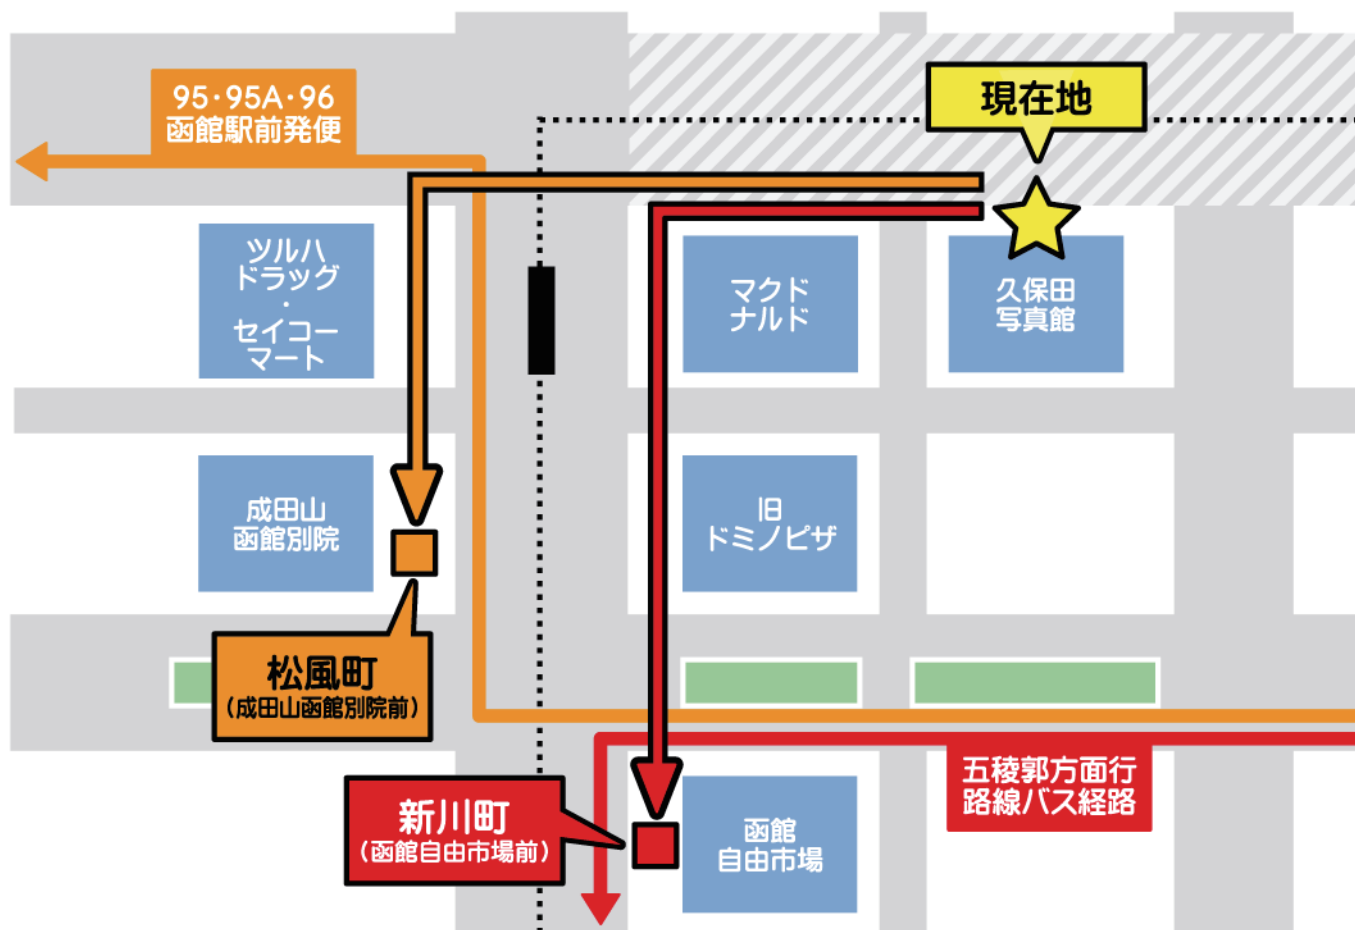 95・95A・96
函館駅前発便
現在地
ツルハ
ドラッグ
・
セイコー
マート
マクド
ナルド
久保田
写真館
成田山
函館別院
旧
ドミノピザ
松風町
(成田山函館別院前)
新川町
(函館自由市場前)
函館
自由市場
五稜郭方面行
路線バス経路